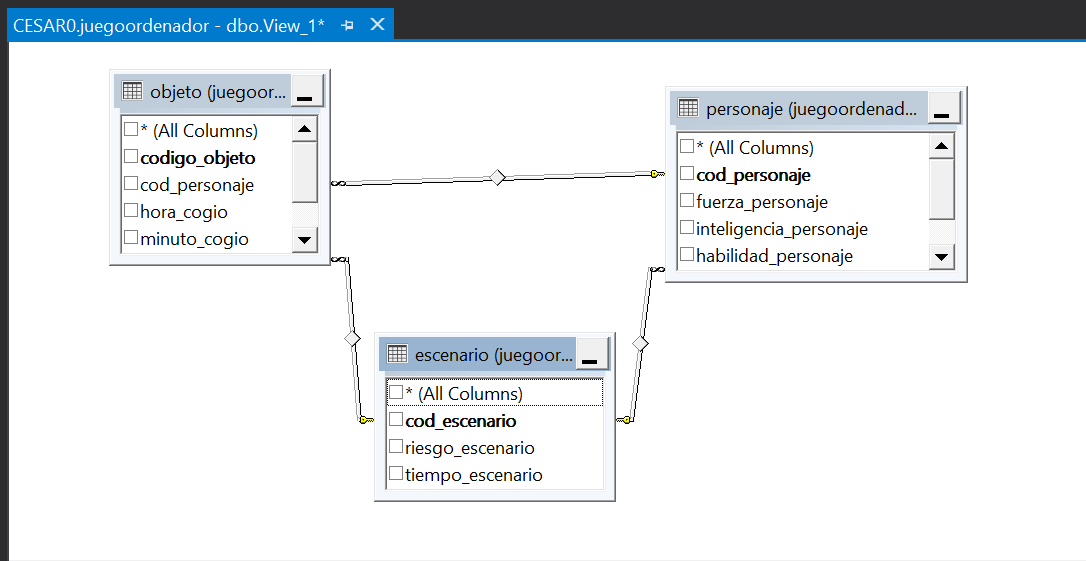 CESAR0.juegoordenador - dbo.View_1*
objeto (juegoor...
* (All Columns)
codigo_objeto
cod_personaje
hora_cogio
minuto_cogio
personaje (juegoordenad...
* (All Columns)
cod_personaje
fuerza_personaje
inteligencia_personaje
habilidad_personaje
escenario (juegoor...
* (All Columns)
cod_escenario
riesgo_escenario
tiempo_escenario